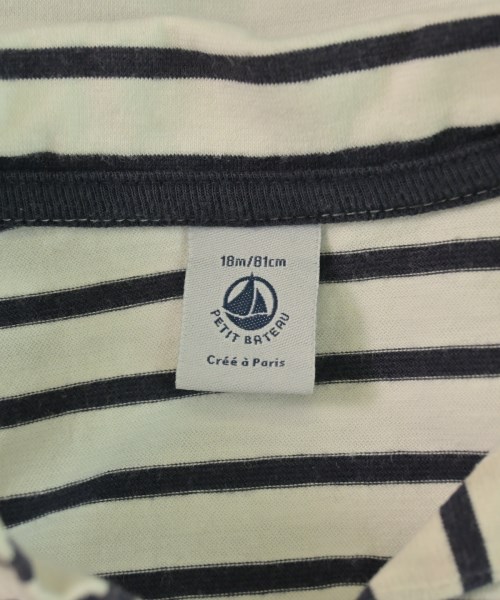 18m/81cm
PETIT BATEAU
Créé à Paris